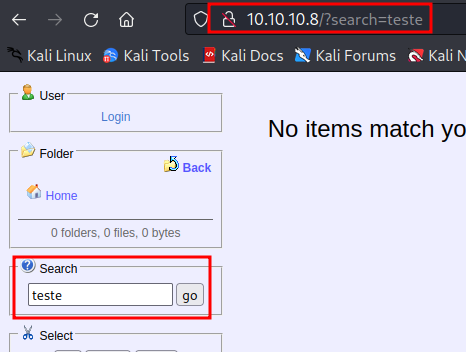 10.10.10.8/?search=teste
Kali Linux Kali Tools Kali Docs Kali Forums Ka
User
Login
Folder
Back
Home
0 folders, 0 files, 0 bytes
Search
teste go
Select
No items match yo